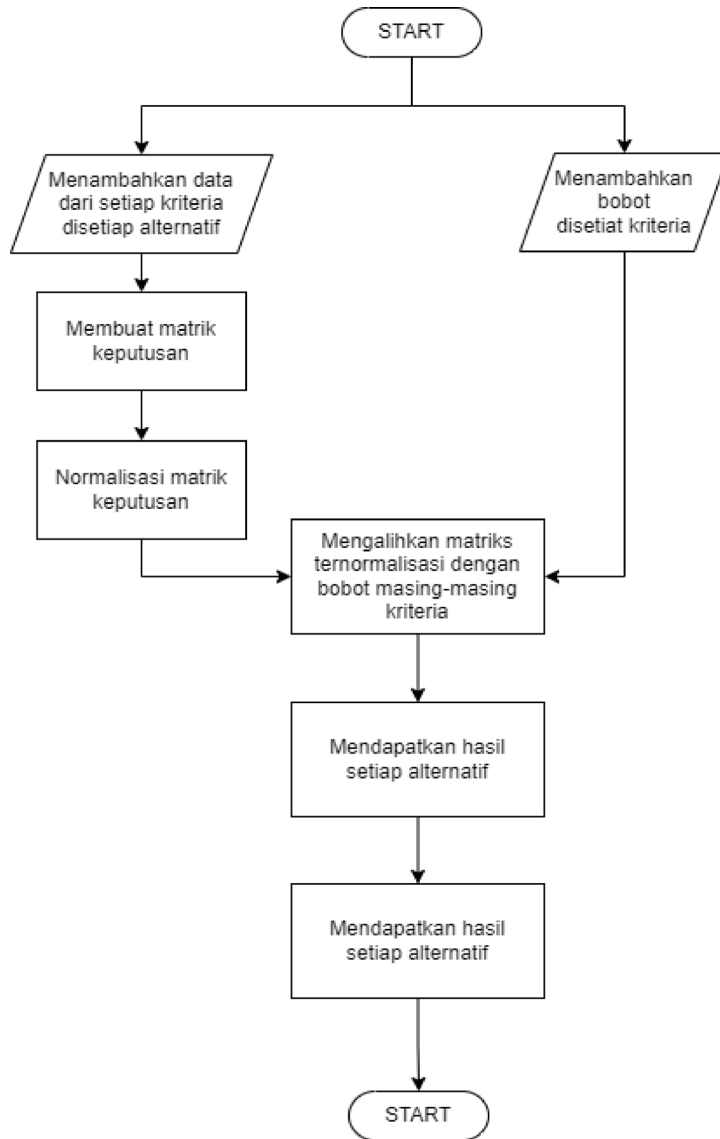 START
Menambahkan data
dari setiap kriteria
disetiap alternatif
Menambahkan
bobot
disetiat kriteria
Membuat matrik
keputusan
Normalisasi matrik
keputusan
Mengalihkan matriks
ternormalisasi dengan
bobot masing-masing
kriteria
Mendapatkan hasil
setiap alternatif
Mendapatkan hasil
setiap alternatif
START